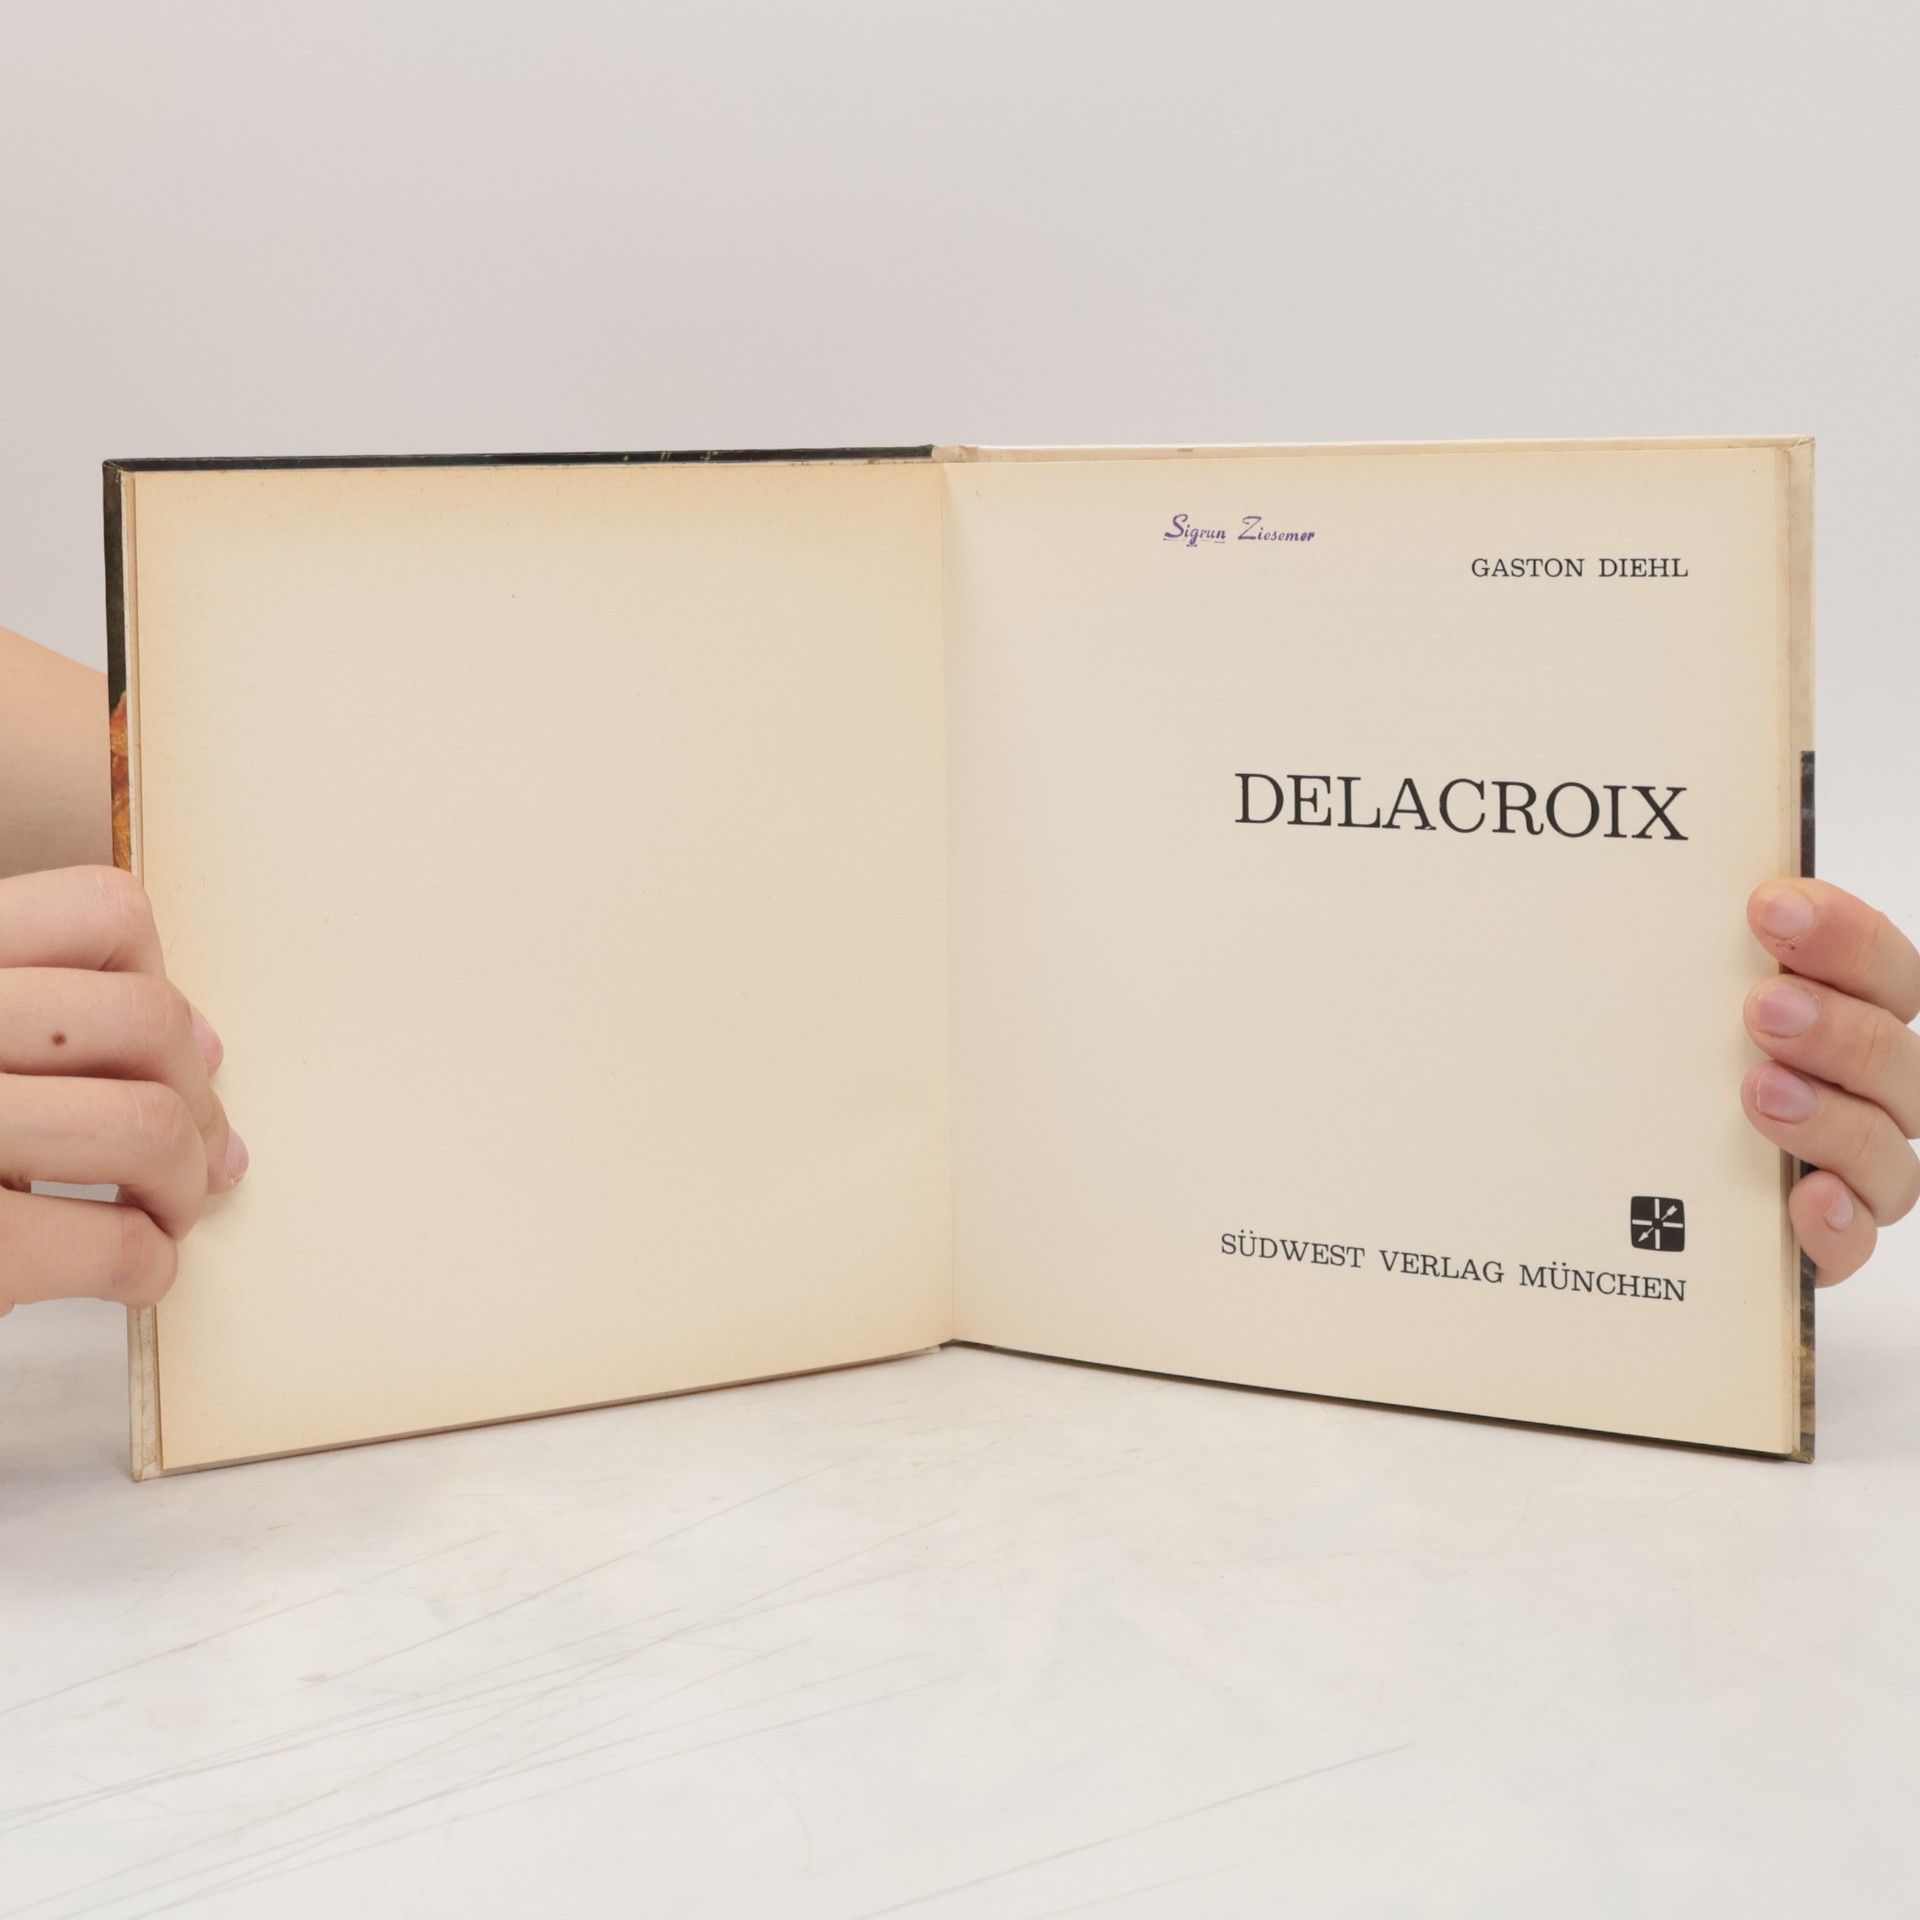 Sigrun Ziesemer
GASTON DIEHL
DELACROIX
SÜDWEST VERLAG MÜNCHEN